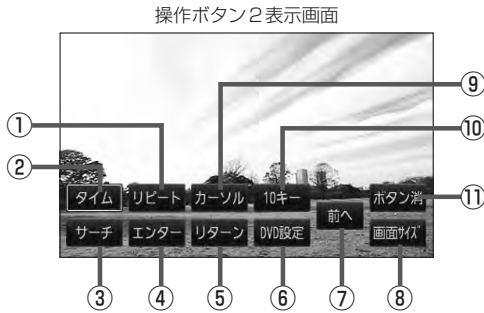 操作ボタン2表示画面
⑨
① ⑩
②
タイム リピート カーソル 10キー ボタン消
前へ ⑪
サーチ エンター リターン DVD設定 画面サイズ
③ ④ ⑤ ⑥ ⑦ ⑧